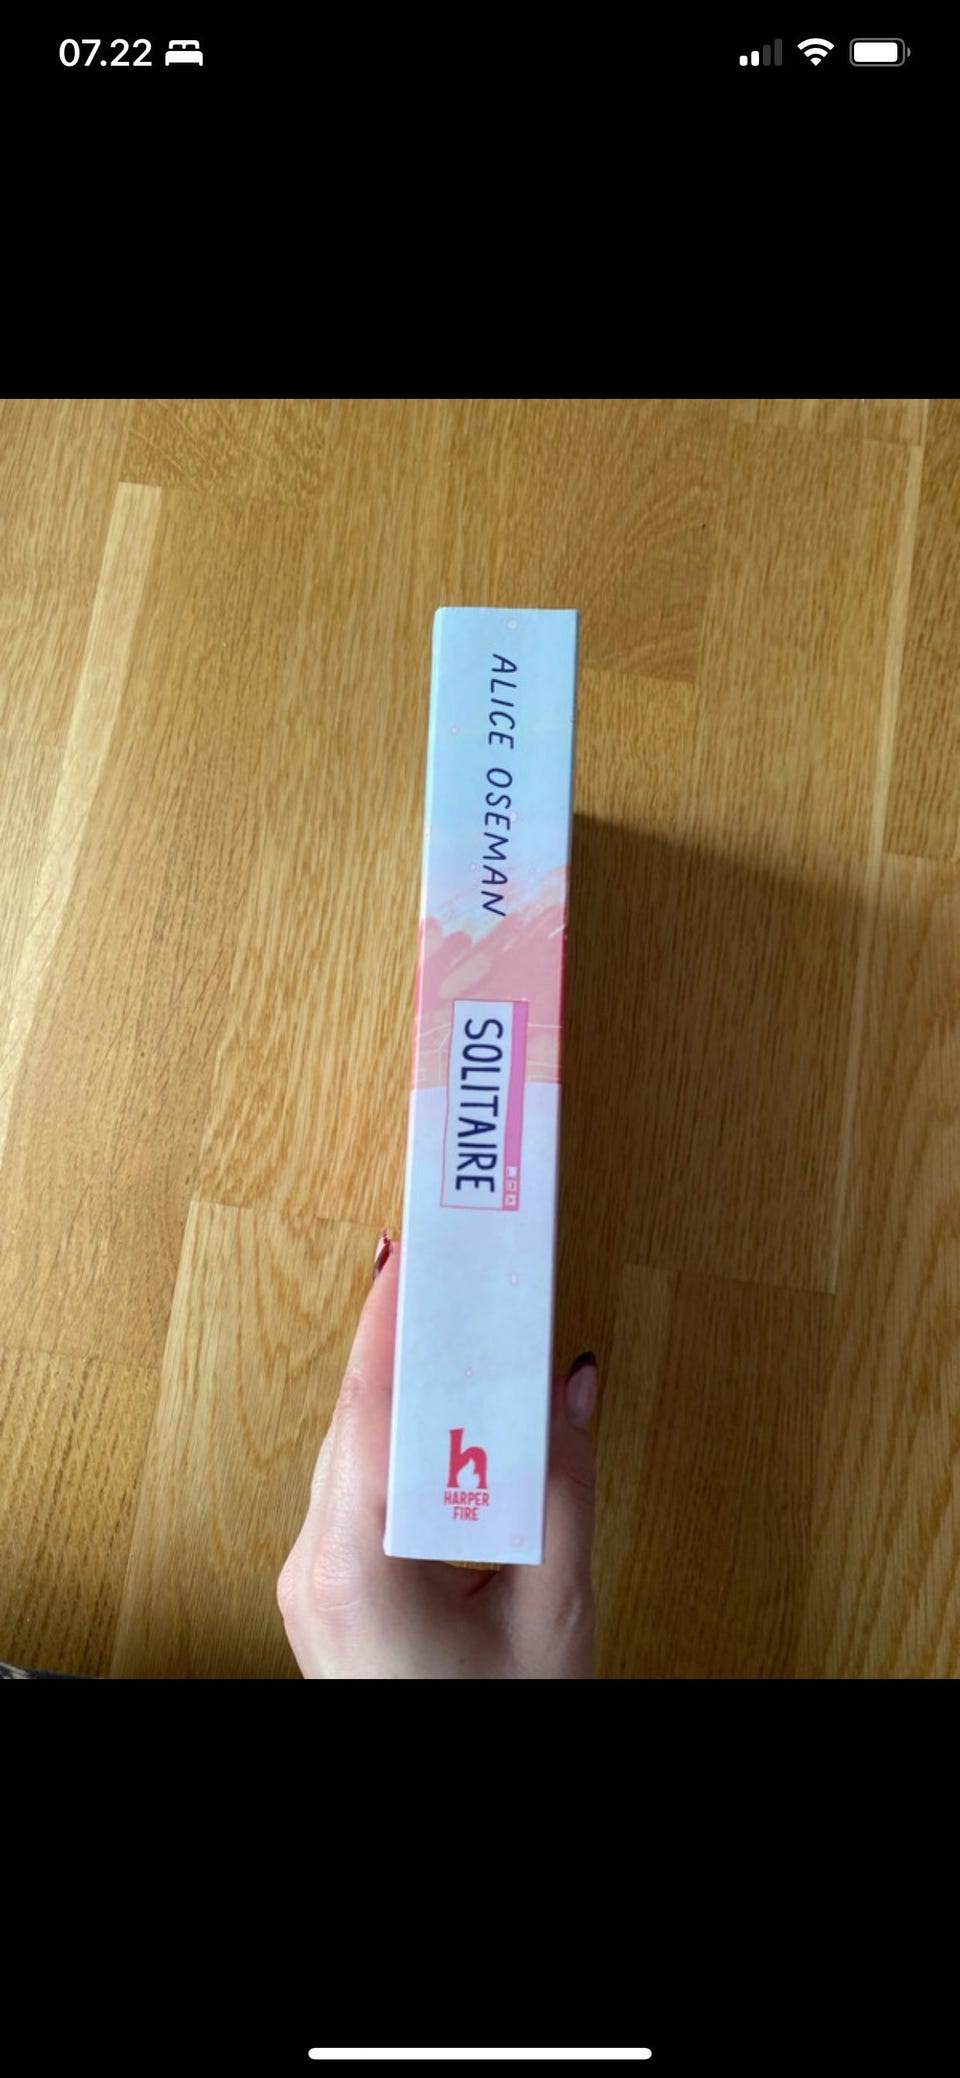 07.22
ALICE OSEMAN
SOLITAIRE
h
HARPER
FIRE